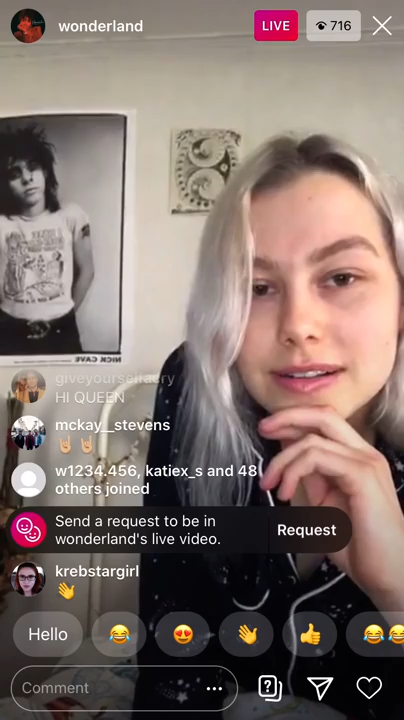 wonderland
LIVE
716
NICK CAVE
giveyourselfatry
HI QUEEN
mckay__stevens
w1234.456, katiex_s and 48
others joined
Send a request to be in
wonderland's live video.
Request
krebstargirl
Hello
Comment